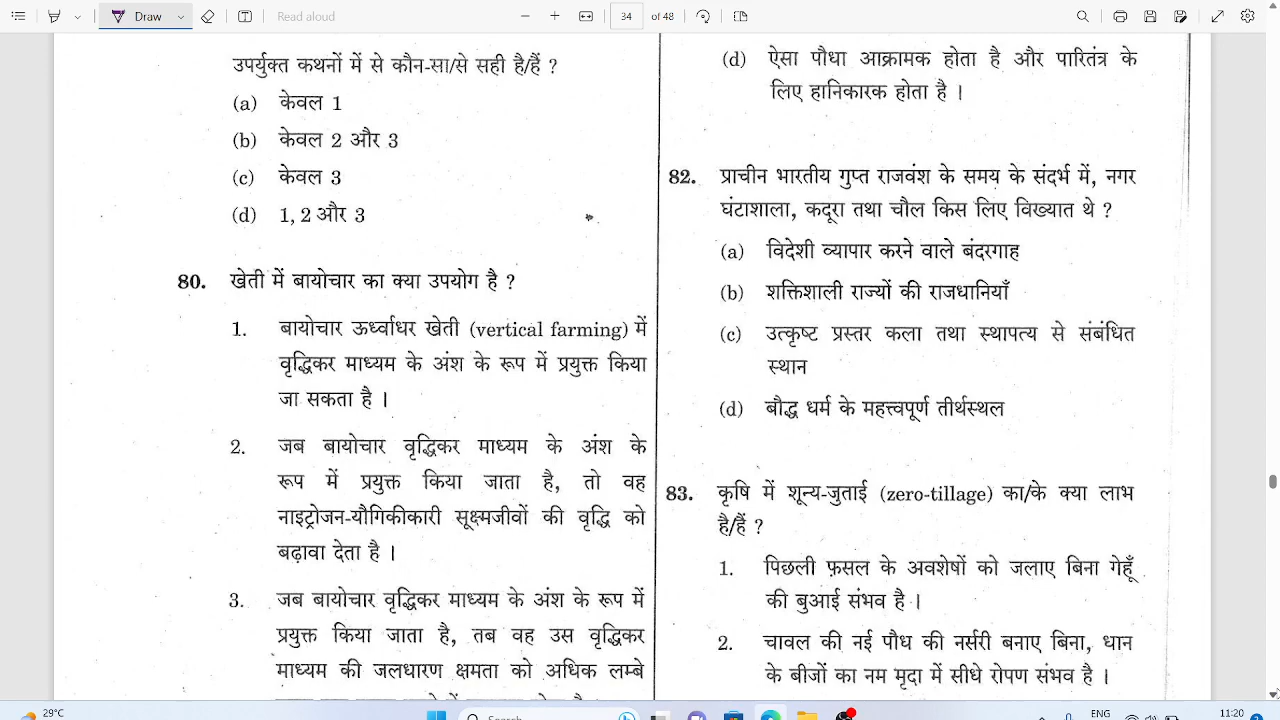 Draw
Read aloud
34 of 48
उपर्युक्त कथनों में से कौन-सा/से सही है/हैं ?
(a) केवल 1
(b) केवल 2 और 3
(c) केवल 3
(d) 1, 2 और 3
80. खेती में बायोचार का क्या उपयोग है ?
1. बायोचार ऊर्ध्वाधर खेती (vertical farming) में
वृद्धिकर माध्यम के अंश के रूप में प्रयुक्त किया
जा सकता है ।
2. जब बायोचार वृद्धिकर माध्यम के अंश के
रूप में प्रयुक्त किया जाता है, तो वह
नाइट्रोजन-यौगिकीकारी सूक्ष्मजीवों की वृद्धि को
बढ़ावा देता है ।
3. जब बायोचार वृद्धिकर माध्यम के अंश के रूप में
प्रयुक्त किया जाता है, तब वह उस वृद्धिकर
माध्यम की जलधारण क्षमता को अधिक लम्बे
(d) ऐसा पौधा आक्रामक होता है और पारितंत्र के
लिए हानिकारक होता है ।
82. प्राचीन भारतीय गुप्त राजवंश के समय के संदर्भ में, नगर
घंटाशाला, कदूरा तथा चौल किस लिए विख्यात थे ?
(a) विदेशी व्यापार करने वाले बंदरगाह
(b) शक्तिशाली राज्यों की राजधानियाँ
(c) उत्कृष्ट प्रस्तर कला तथा स्थापत्य से संबंधित
स्थान
(d) बौद्ध धर्म के महत्त्वपूर्ण तीर्थस्थल
83. कृषि में शून्य-जुताई (zero-tillage) का/के क्या लाभ
है/हैं ?
1. पिछली फ़सल के अवशेषों को जलाए बिना गेहूँ
की बुआई संभव है ।
2. चावल की नई पौध की नर्सरी बनाए बिना, धान
के बीजों का नम मृदा में सीधे रोपण संभव है ।
29°C
Search
ENG
11:20